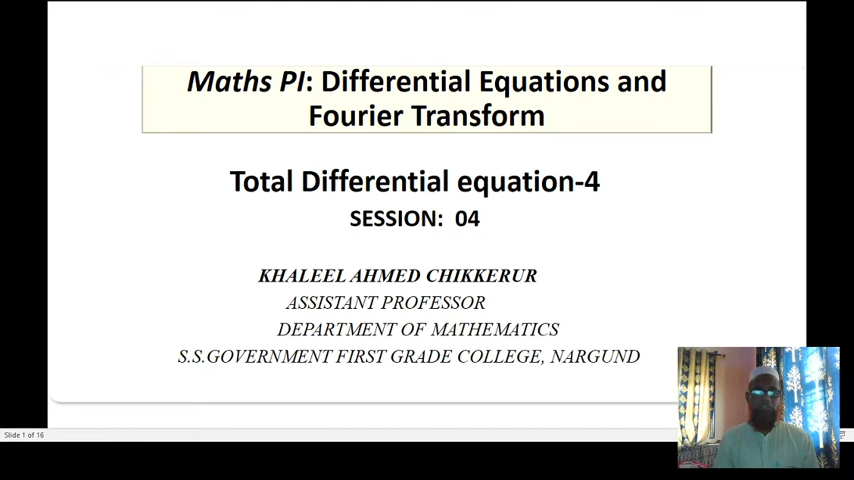 Maths PI: Differential Equations and
Fourier Transform
Total Differential equation-4
SESSION: 04
KHALEEL AHMED CHIKKERUR
ASSISTANT PROFESSOR
DEPARTMENT OF MATHEMATICS
S.S.GOVERNMENT FIRST GRADE COLLEGE, NARGUND
Slide 1 of 16